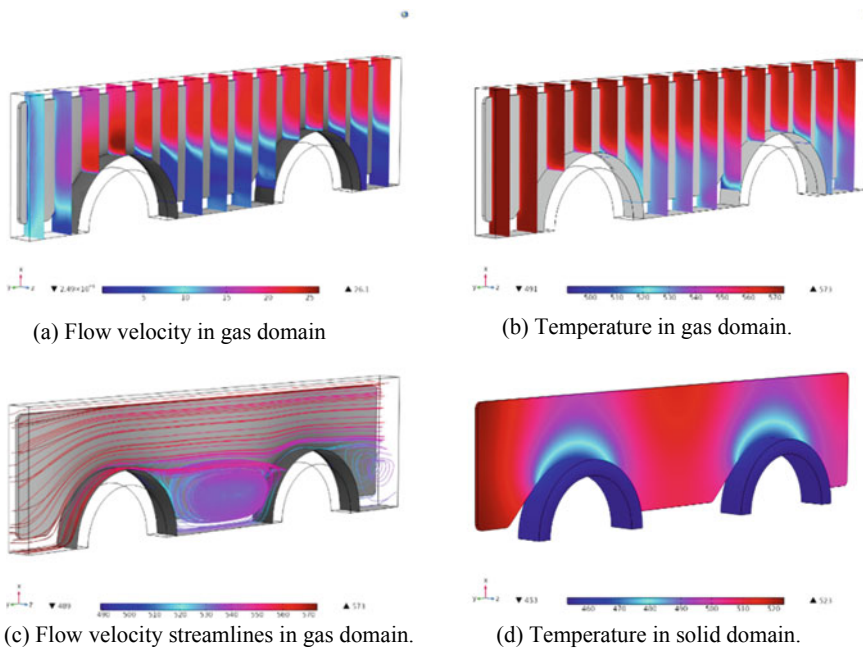 ▼ 2.49×10⁻³ 5 10 15 20 25 ▲ 26.1
(a) Flow velocity in gas domain
▼ 491 500 510 520 530 540 550 560 570 ▲ 573
(b) Temperature in gas domain.
▼ 489 490 500 510 520 530 540 550 560 570 ▲ 573
(c) Flow velocity streamlines in gas domain.
▼ 453 460 470 480 490 500 510 520 ▲ 523
(d) Temperature in solid domain.